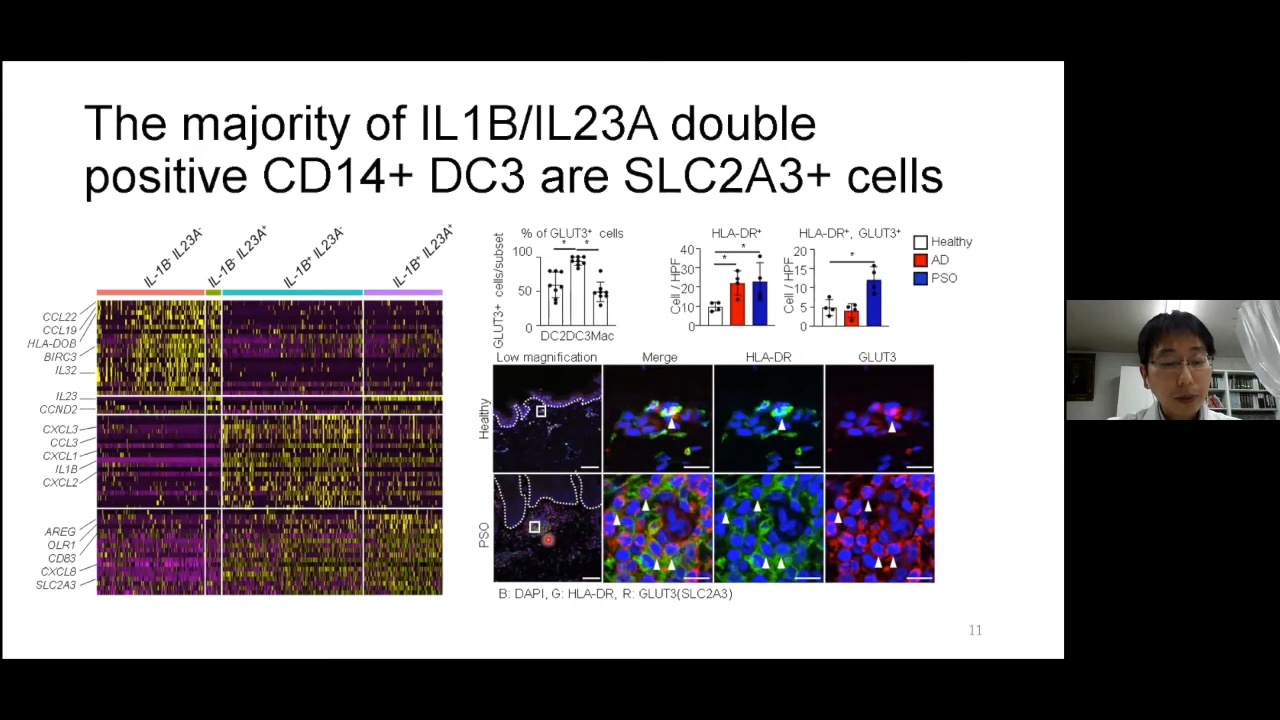 The majority of IL1B/IL23A double
positive CD14+ DC3 are SLC2A3+ cells
IL-1B- IL23A-
IL-1B- IL23A+
IL-1B+ IL23A-
IL-1B+ IL23A+
CCL22
CCL19
HLA-DOB
BIRC3
IL32
IL23
CCND2
CXCL3
CCL3
CXCL1
IL1B
CXCL2
AREG
OLR1
CD83
CXCL8
SLC2A3
% of GLUT3+ cells
GLUT3+ cells/subset
100
50
0
* *
DC2DC3Mac
HLA-DR+
Cell / HPF
40
30
20
10
0
*
*
HLA-DR+, GLUT3+
Cell / HPF
20
15
10
5
0
*
Healthy
AD
PSO
Low magnification Merge HLA-DR GLUT3
Healthy
PSO
B: DAPI, G: HLA-DR, R: GLUT3(SLC2A3)
11